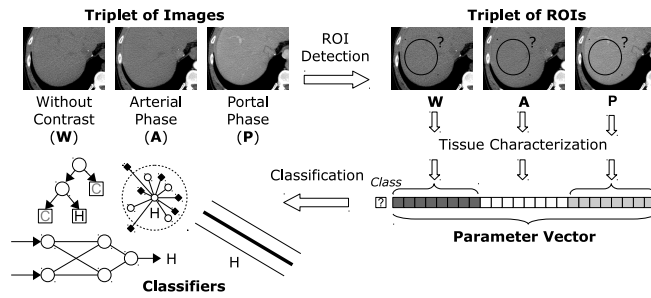 Triplet of Images
Triplet of ROIs
ROI
Detection
?
?
?
Without
Contrast
(W)
Arterial
Phase
(A)
Portal
Phase
(P)
W
A
P
Tissue Characterization
Classification
Class
?
Parameter Vector
C
C
H
H
H
H
Classifiers